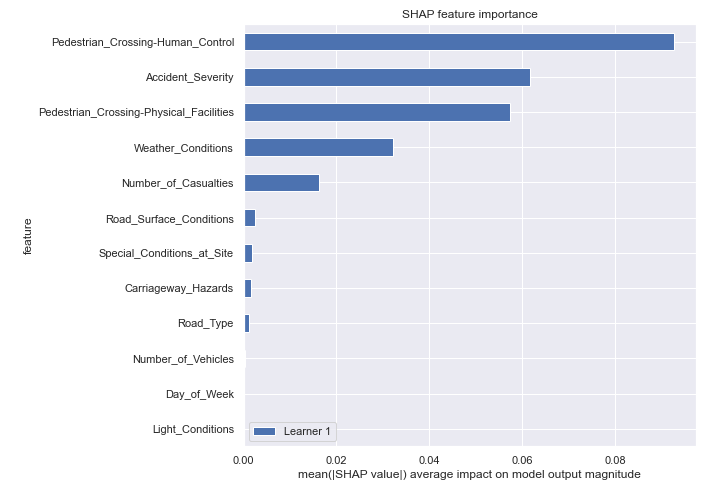 SHAP feature importance
Pedestrian_Crossing-Human_Control
Accident_Severity
Pedestrian_Crossing-Physical_Facilities
Weather_Conditions
Number_of_Casualties
Road_Surface_Conditions
Special_Conditions_at_Site
Carriageway_Hazards
Road_Type
Number_of_Vehicles
Day_of_Week
Light_Conditions
feature
Learner 1
0.00 0.02 0.04 0.06 0.08
mean(|SHAP value|) average impact on model output magnitude